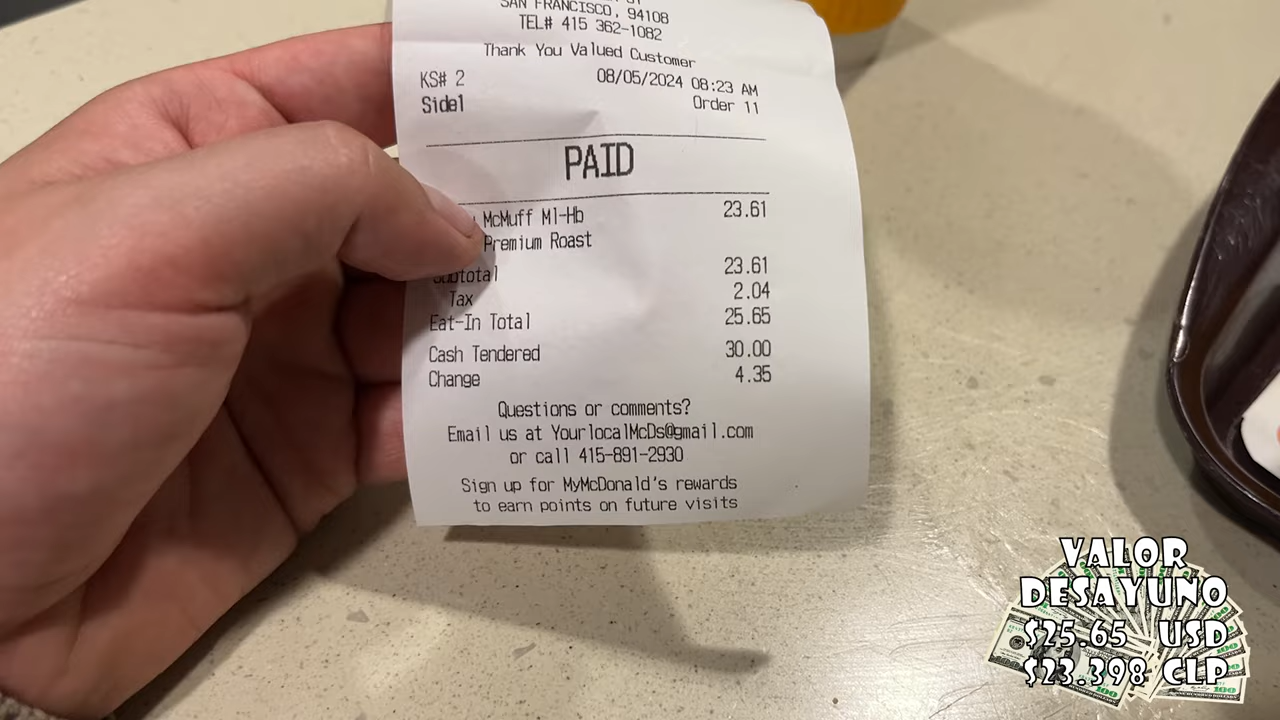 SAN FRANCISCO, 94108
TEL# 415 362-1082
Thank You Valued Customer
KS# 2 08/05/2024 08:23 AM
Side1 Order 11
PAID
McMuff Ml-Hb 23.61
Premium Roast
Subtotal 23.61
Tax 2.04
Eat-In Total 25.65
Cash Tendered 30.00
Change 4.35
Questions or comments?
Email us at YourlocalMcDs@gmail.com
or call 415-891-2930
Sign up for MyMcDonald's rewards
to earn points on future visits
VALOR
DESAYUNO
$25.65 USD
$23.398 CLP